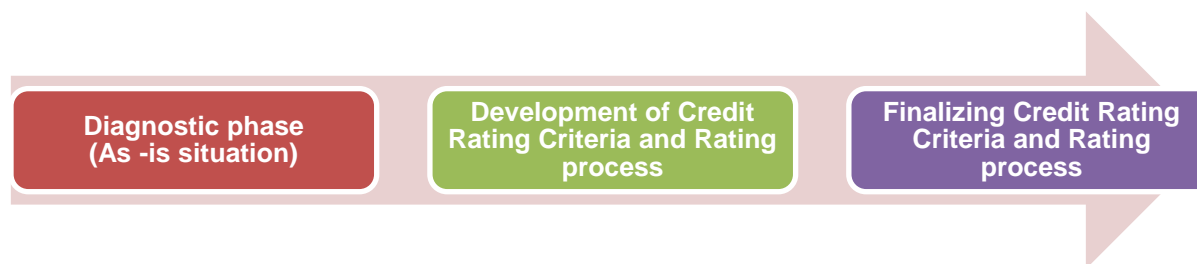 Diagnostic phase
(As -is situation)
Development of Credit
Rating Criteria and Rating
process
Finalizing Credit Rating
Criteria and Rating
process